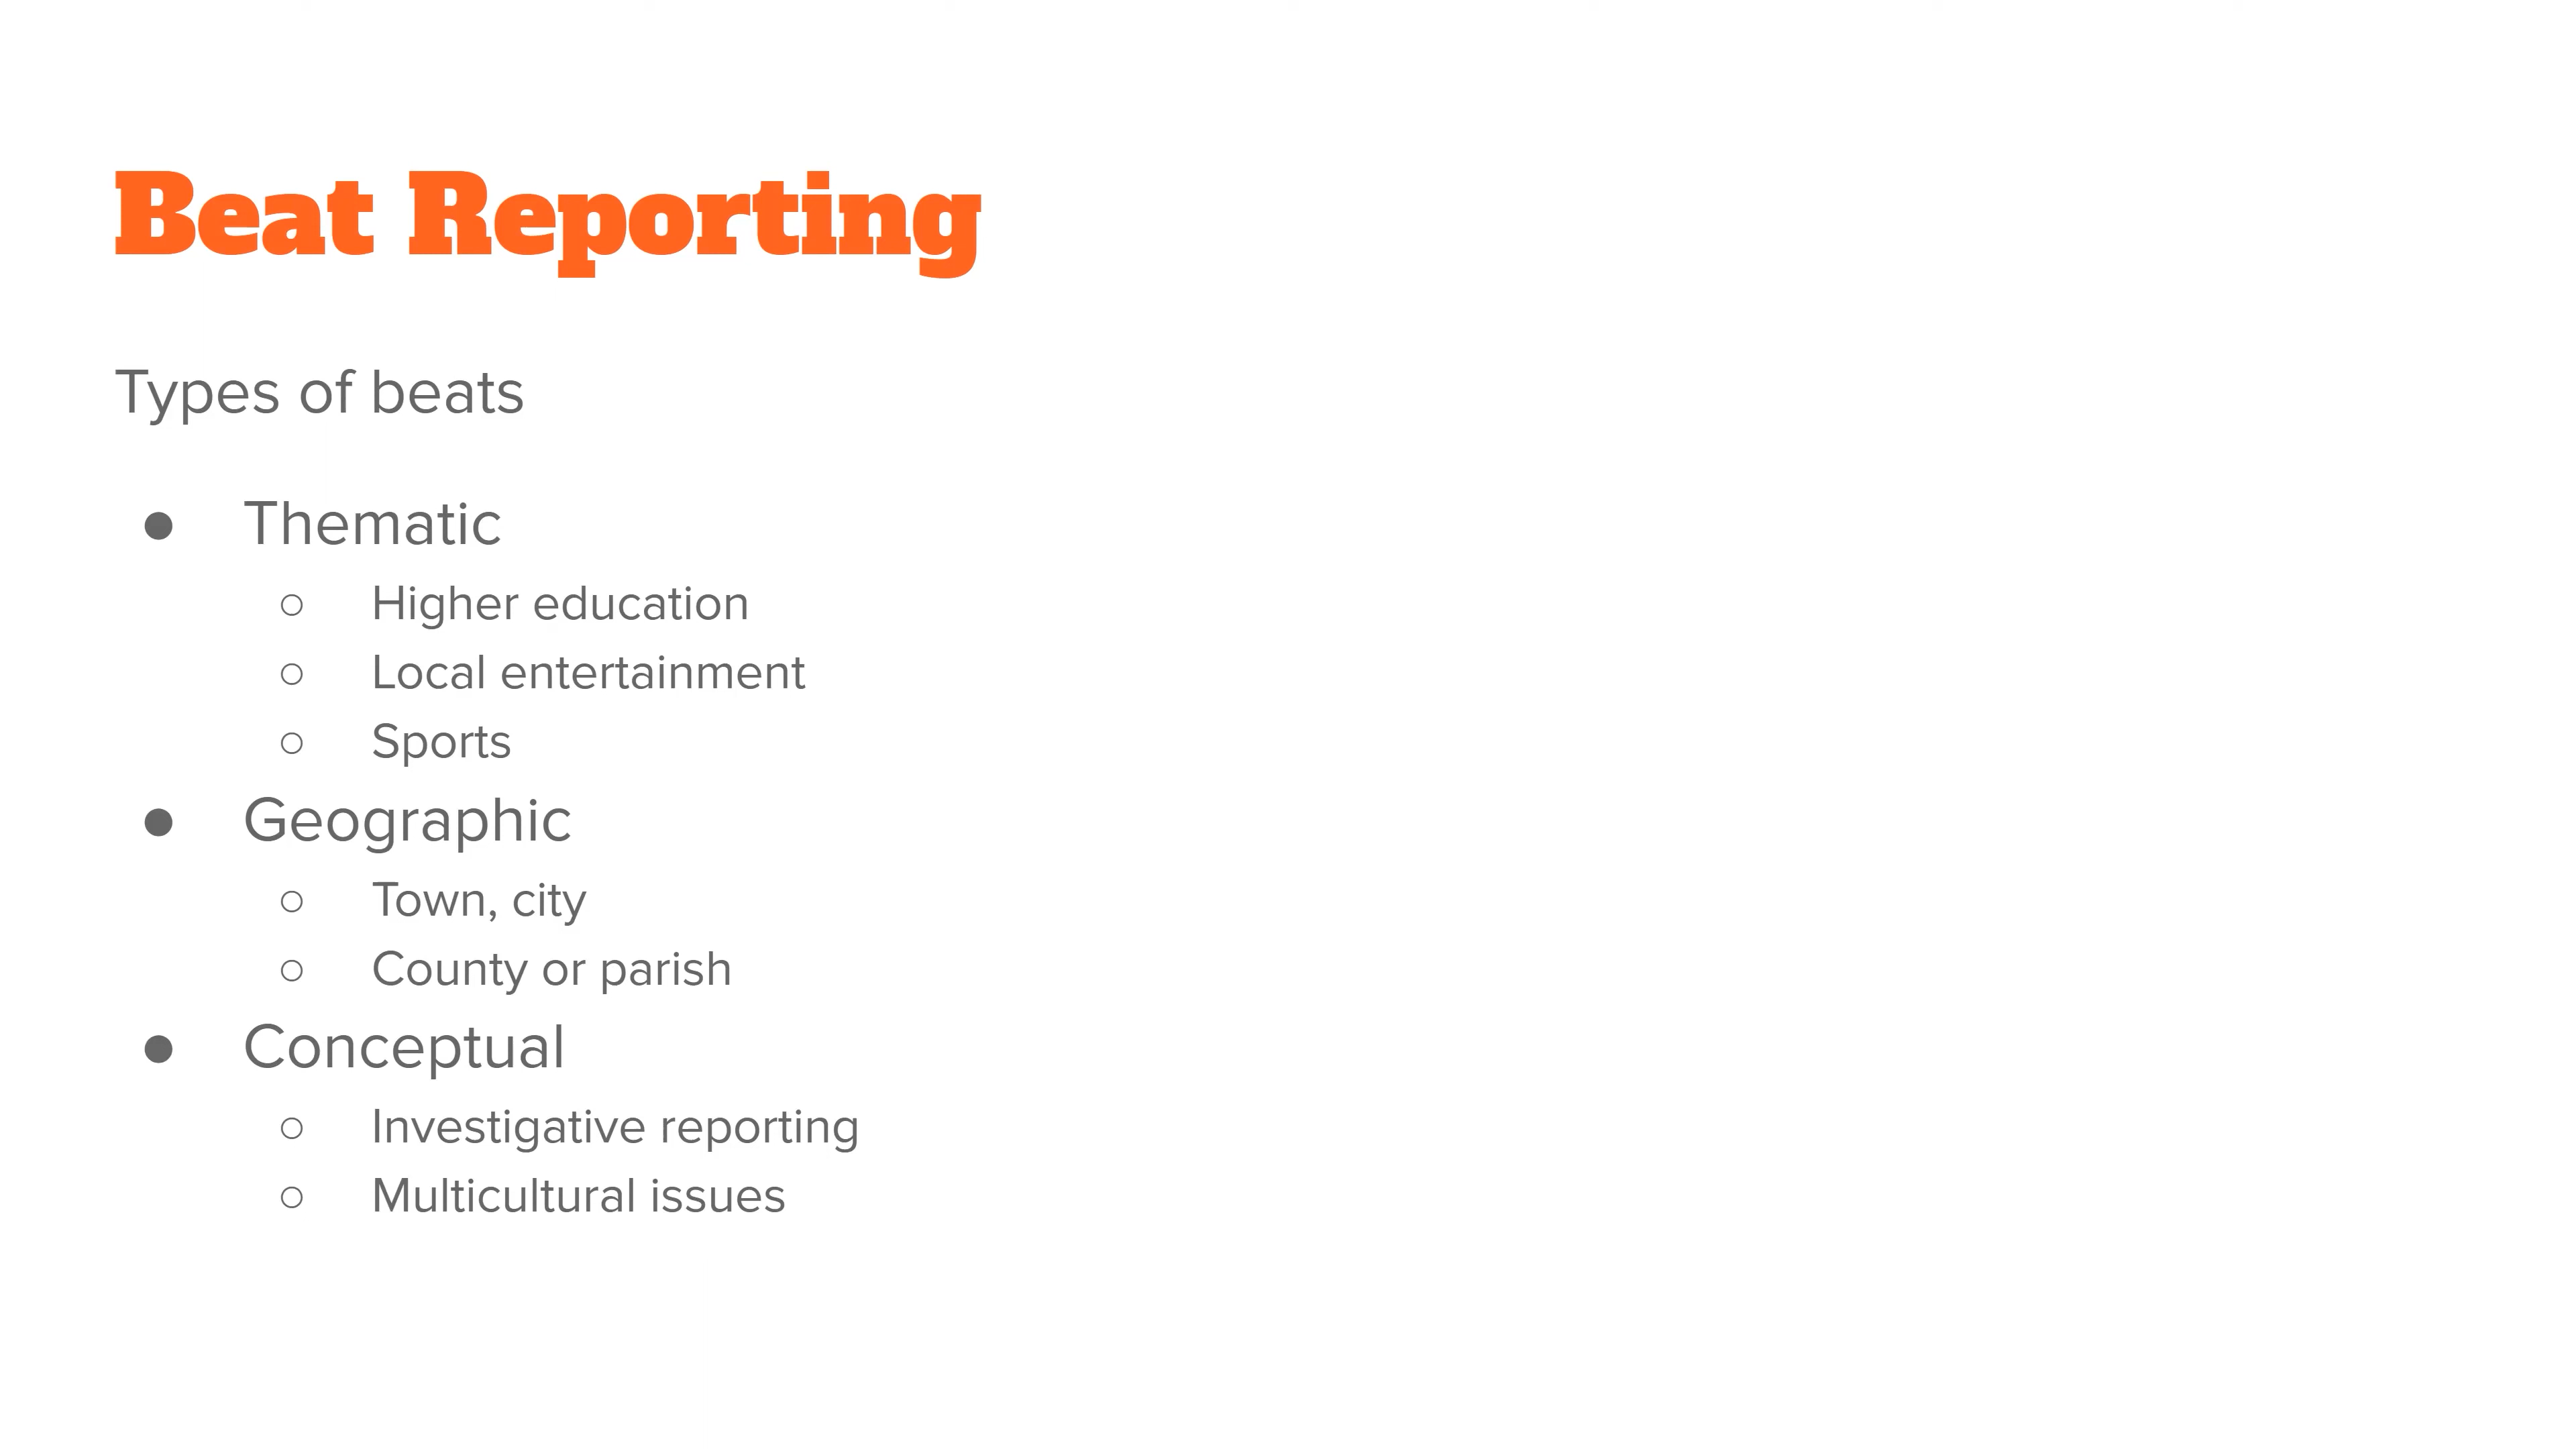 Beat Reporting
Types of beats
● Thematic
○ Higher education
○ Local entertainment
○ Sports
● Geographic
○ Town, city
○ County or parish
● Conceptual
○ Investigative reporting
○ Multicultural issues